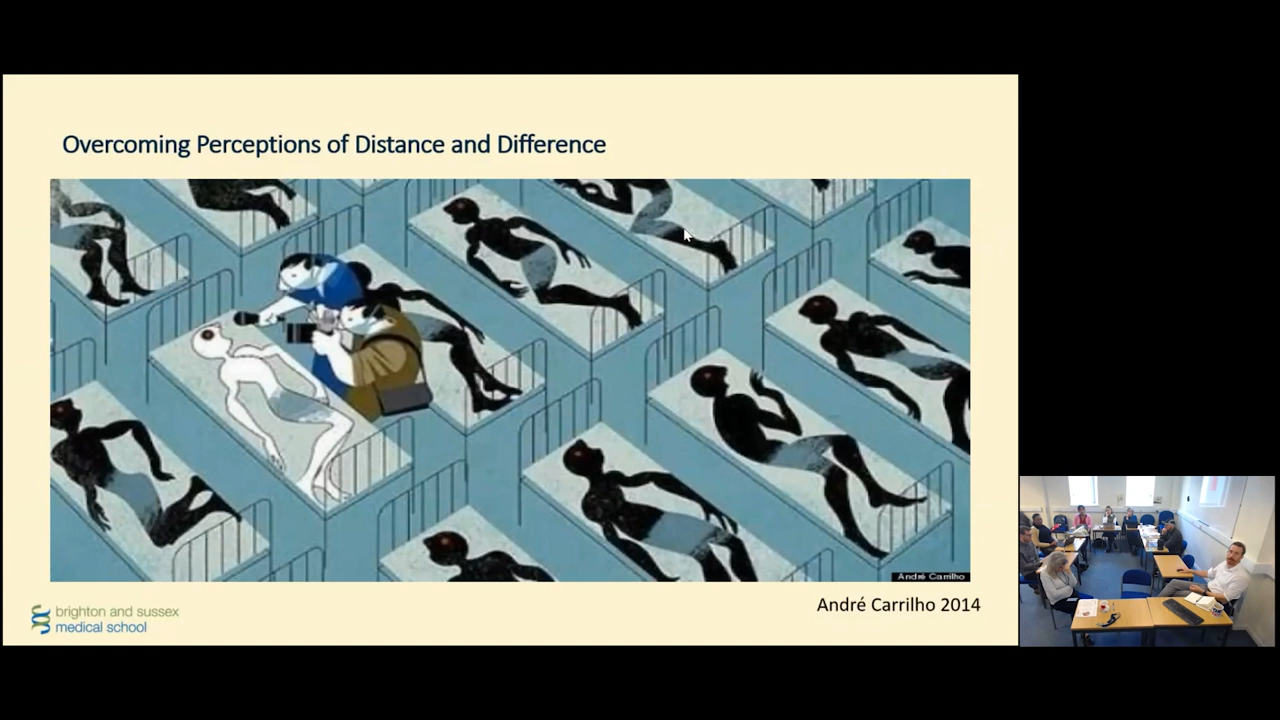 Overcoming Perceptions of Distance and Difference
André Carrilho
André Carrilho 2014
brighton and sussex
medical school